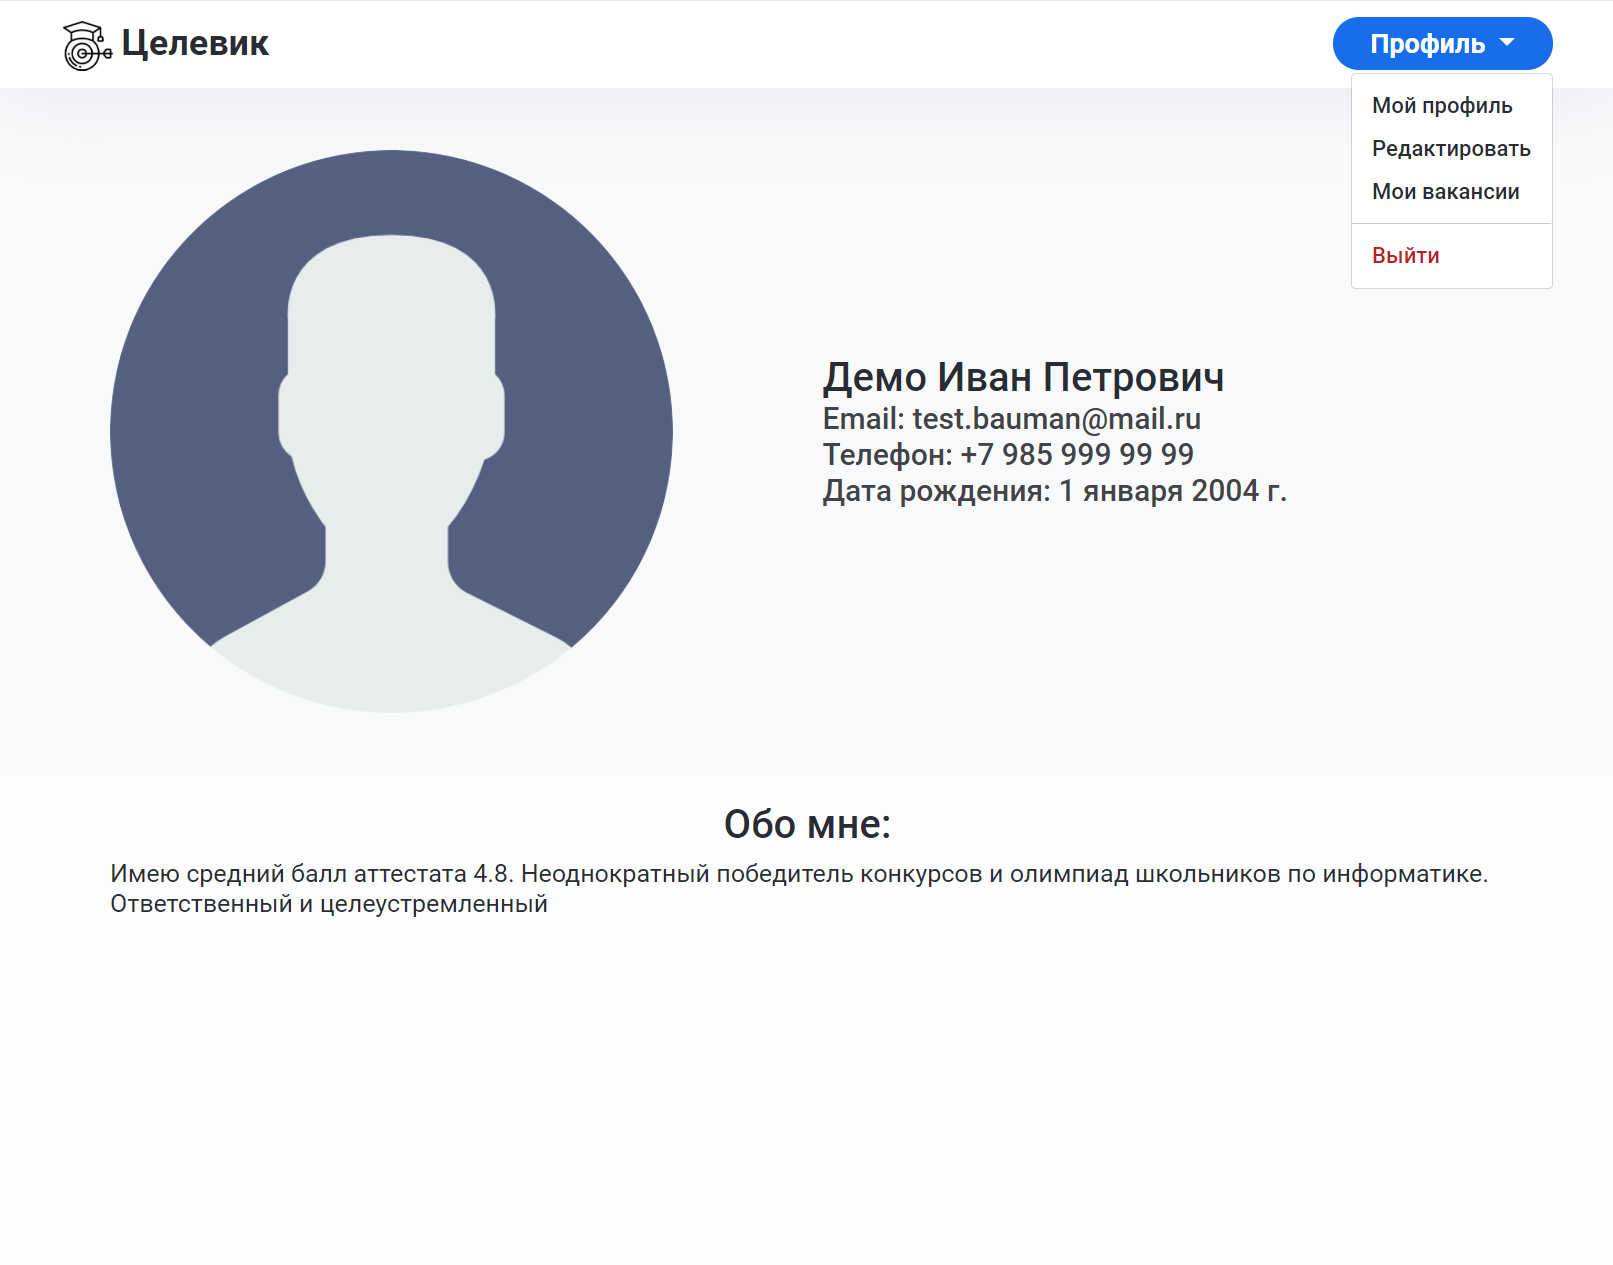 Целевик
Профиль
Мой профиль
Редактировать
Мои вакансии
Выйти
Демо Иван Петрович
Email: test.bauman@mail.ru
Телефон: +7 985 999 99 99
Дата рождения: 1 января 2004 г.
Обо мне:
Имею средний балл аттестата 4.8. Неоднократный победитель конкурсов и олимпиад школьников по информатике.
Ответственный и целеустремленный